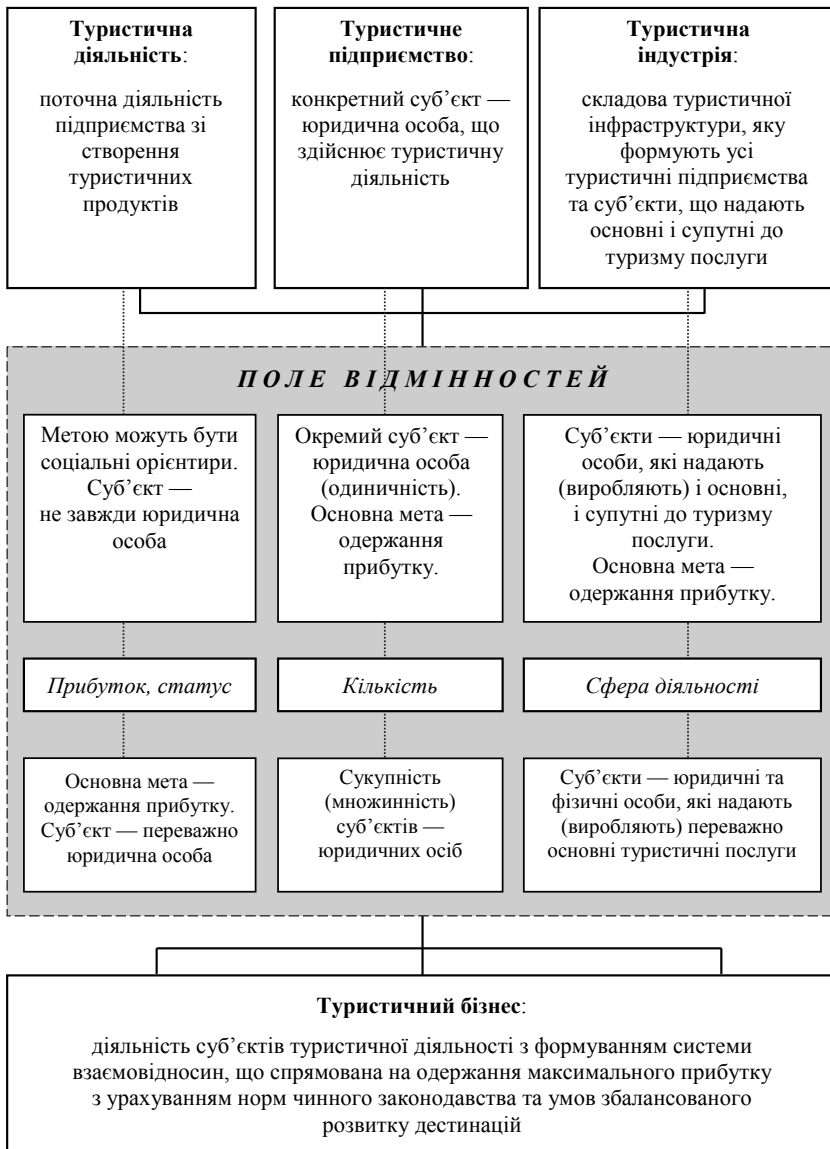 Туристична
діяльність:
поточна діяльність
підприємства зі
створення
туристичних
продуктів
Туристичне
підприємство:
конкретний суб’єкт —
юридична особа, що
здійснює туристичну
діяльність
Туристична
індустрія:
складова туристичної
інфраструктури, яку
формують усі
туристичні підприємства
та суб’єкти, що надають
основні і супутні до
туризму послуги
ПОЛЕ ВІДМІННОСТЕЙ
Метою можуть бути
соціальні орієнтири.
Суб’єкт —
не завжди юридична
особа
Окремий суб’єкт —
юридична особа
(одиничність).
Основна мета —
одержання
прибутку.
Суб’єкти — юридичні
особи, які надають
(виробляють) і основні,
і супутні до туризму
послуги.
Основна мета —
одержання прибутку.
Прибуток, статус
Кількість
Сфера діяльності
Основна мета —
одержання прибутку.
Суб’єкт — переважно
юридична особа
Сукупність
(множинність)
суб’єктів —
юридичних осіб
Суб’єкти — юридичні та
фізичні особи, які надають
(виробляють) переважно
основні туристичні послуги
Туристичний бізнес:
діяльність суб’єктів туристичної діяльності з формуванням системи
взаємовідносин, що спрямована на одержання максимального прибутку
з урахуванням норм чинного законодавства та умов збалансованого
розвитку дестинацій